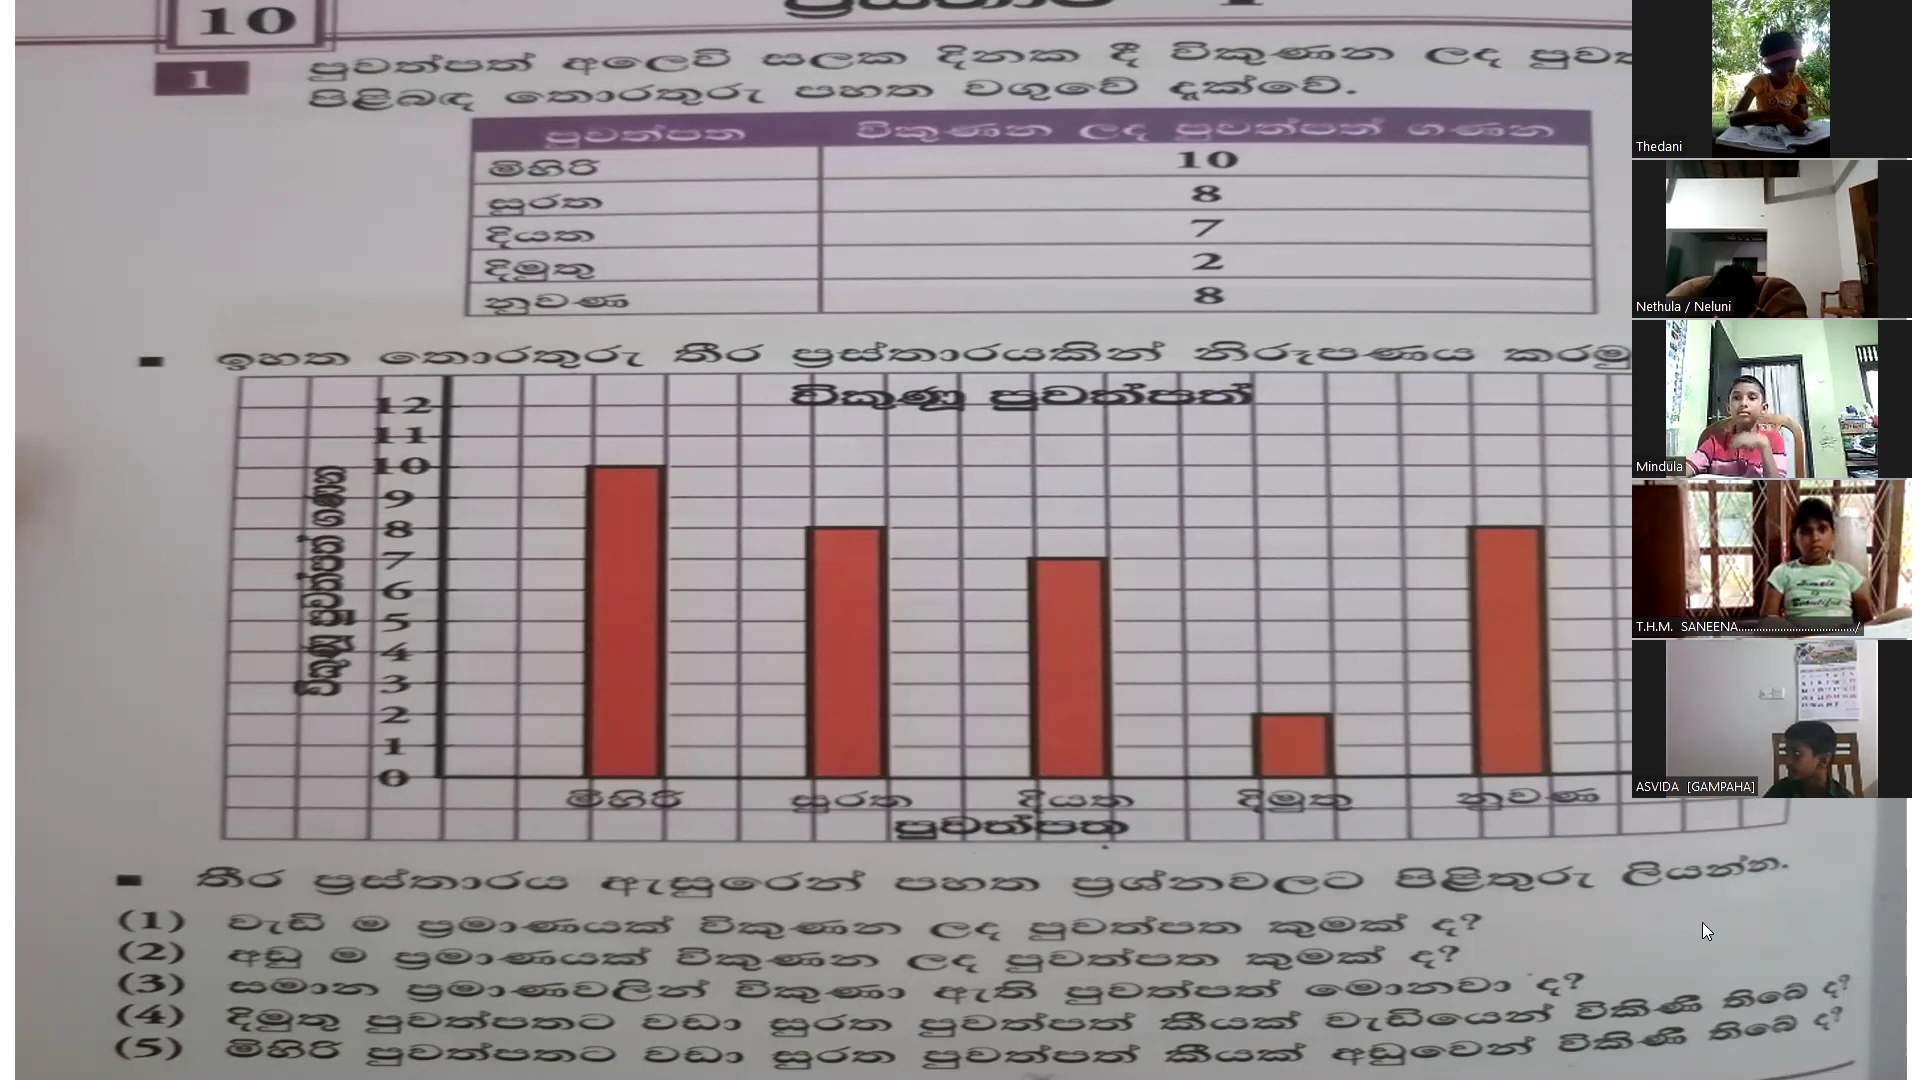 10
1
පුවත්පත් අලෙවි සලක දිනක දී විකුණන ලද
පිළිබඳ තොරතුරු පහත වගුවේ දැක්වේ.
පුවත්පත විකුණන ලද පුවත්පත් ගණන
මිහිරි 10
සුරත 8
දියත 7
දිමුතු 2
නුවණ 8
ඉහත තොරතුරු තීර ප්‍රස්තාරයකින් නිරූපණය කරමු
විකුණූ පුවත්පත්
විකුණූ පුවත්පත් ගණන
12
11
10
9
8
7
6
5
4
3
2
1
0
මිහිරි සුරත දියත දිමුතු නුවණ
පුවත්පත
තීර ප්‍රස්තාරය ඇසුරෙන් පහත ප්‍රශ්නවලට පිළිතුරු ලියන්න.
(1) වැඩි ම ප්‍රමාණයක් විකුණන ලද පුවත්පත කුමක් ද?
(2) අඩු ම ප්‍රමාණයක් විකුණන ලද පුවත්පත කුමක් ද?
(3) සමාන ප්‍රමාණවලින් විකුණා ඇති පුවත්පත් මොනවා ද?
(4) දිමුතු පුවත්පතට වඩා සුරත පුවත්පත් කීයක් වැඩියෙන් විකිණී තිබේ ද?
(5) මිහිරි පුවත්පතට වඩා සුරත පුවත්පත් කීයක් අඩුවෙන් විකිණී තිබේ ද?
Thedani
Nethula / Neluni
Mindula
T.H.M. SANEENA......................................./
ASVIDA [GAMPAHA]